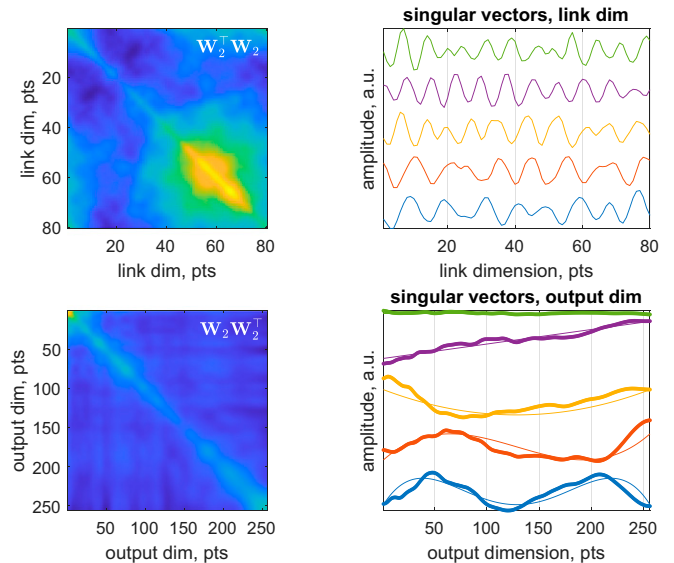 singular vectors, link dim
W₂ᵀW₂
link dim, pts
20
40
60
80
20
40
60
80
link dim, pts
amplitude, a.u.
20
40
60
80
link dimension, pts
singular vectors, output dim
W₂W₂ᵀ
output dim, pts
50
100
150
200
250
50
100
150
200
250
output dim, pts
amplitude, a.u.
50
100
150
200
250
output dimension, pts